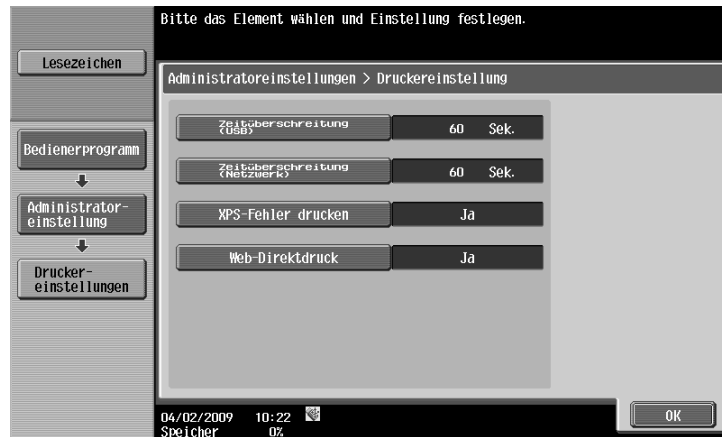 Bitte das Element wählen und Einstellung festlegen.
Lesezeichen
Administratoreinstellungen > Druckereinstellung
Bedienerprogramm
Administrator-
einstellung
Drucker-
einstellungen
Zeitüberschreitung
(USB)
60 Sek.
Zeitüberschreitung
(Netzwerk)
60 Sek.
XPS-Fehler drucken
Ja
Web-Direktdruck
Ja
04/02/2009 10:22
Speicher 0%
OK